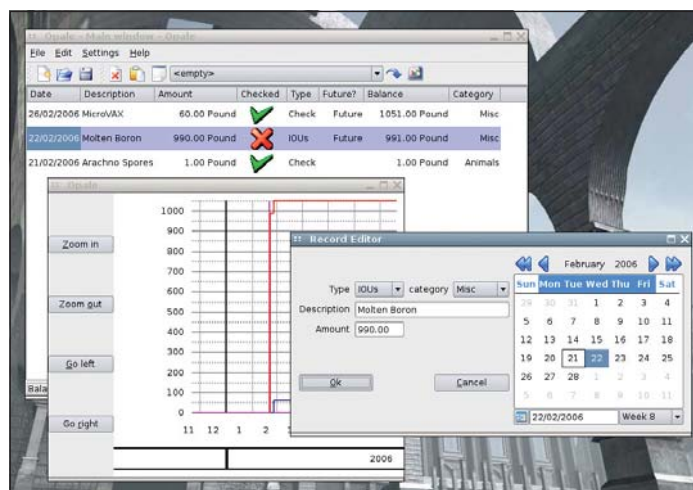 Opale - Main window - Opale
File Edit Settings Help
<empty>
Date Description Amount Checked Type Future? Balance Category
26/02/2006 MicroVAX 60.00 Pound Check Future 1051.00 Pound Misc
22/02/2006 Molten Boron 990.00 Pound IOUs Future 991.00 Pound Misc
21/02/2006 Arachno Spores 1.00 Pound Check 1.00 Pound Animals
Opale
Zoom in
Zoom out
Go left
Go right
1000
900
800
700
600
500
400
300
200
100
0
11 12 1 2
2006
Bala
Record Editor
Type IOUs category Misc
Description Molten Boron
Amount 990.00
Ok Cancel
February 2006
Sun Mon Tue Wed Thu Fri Sat
29 30 31 1 2 3 4
5 6 7 8 9 10 11
12 13 14 15 16 17 18
19 20 21 22 23 24 25
26 27 28 1 2 3 4
5 6 7 8 9 10 11
22/02/2006 Week 8